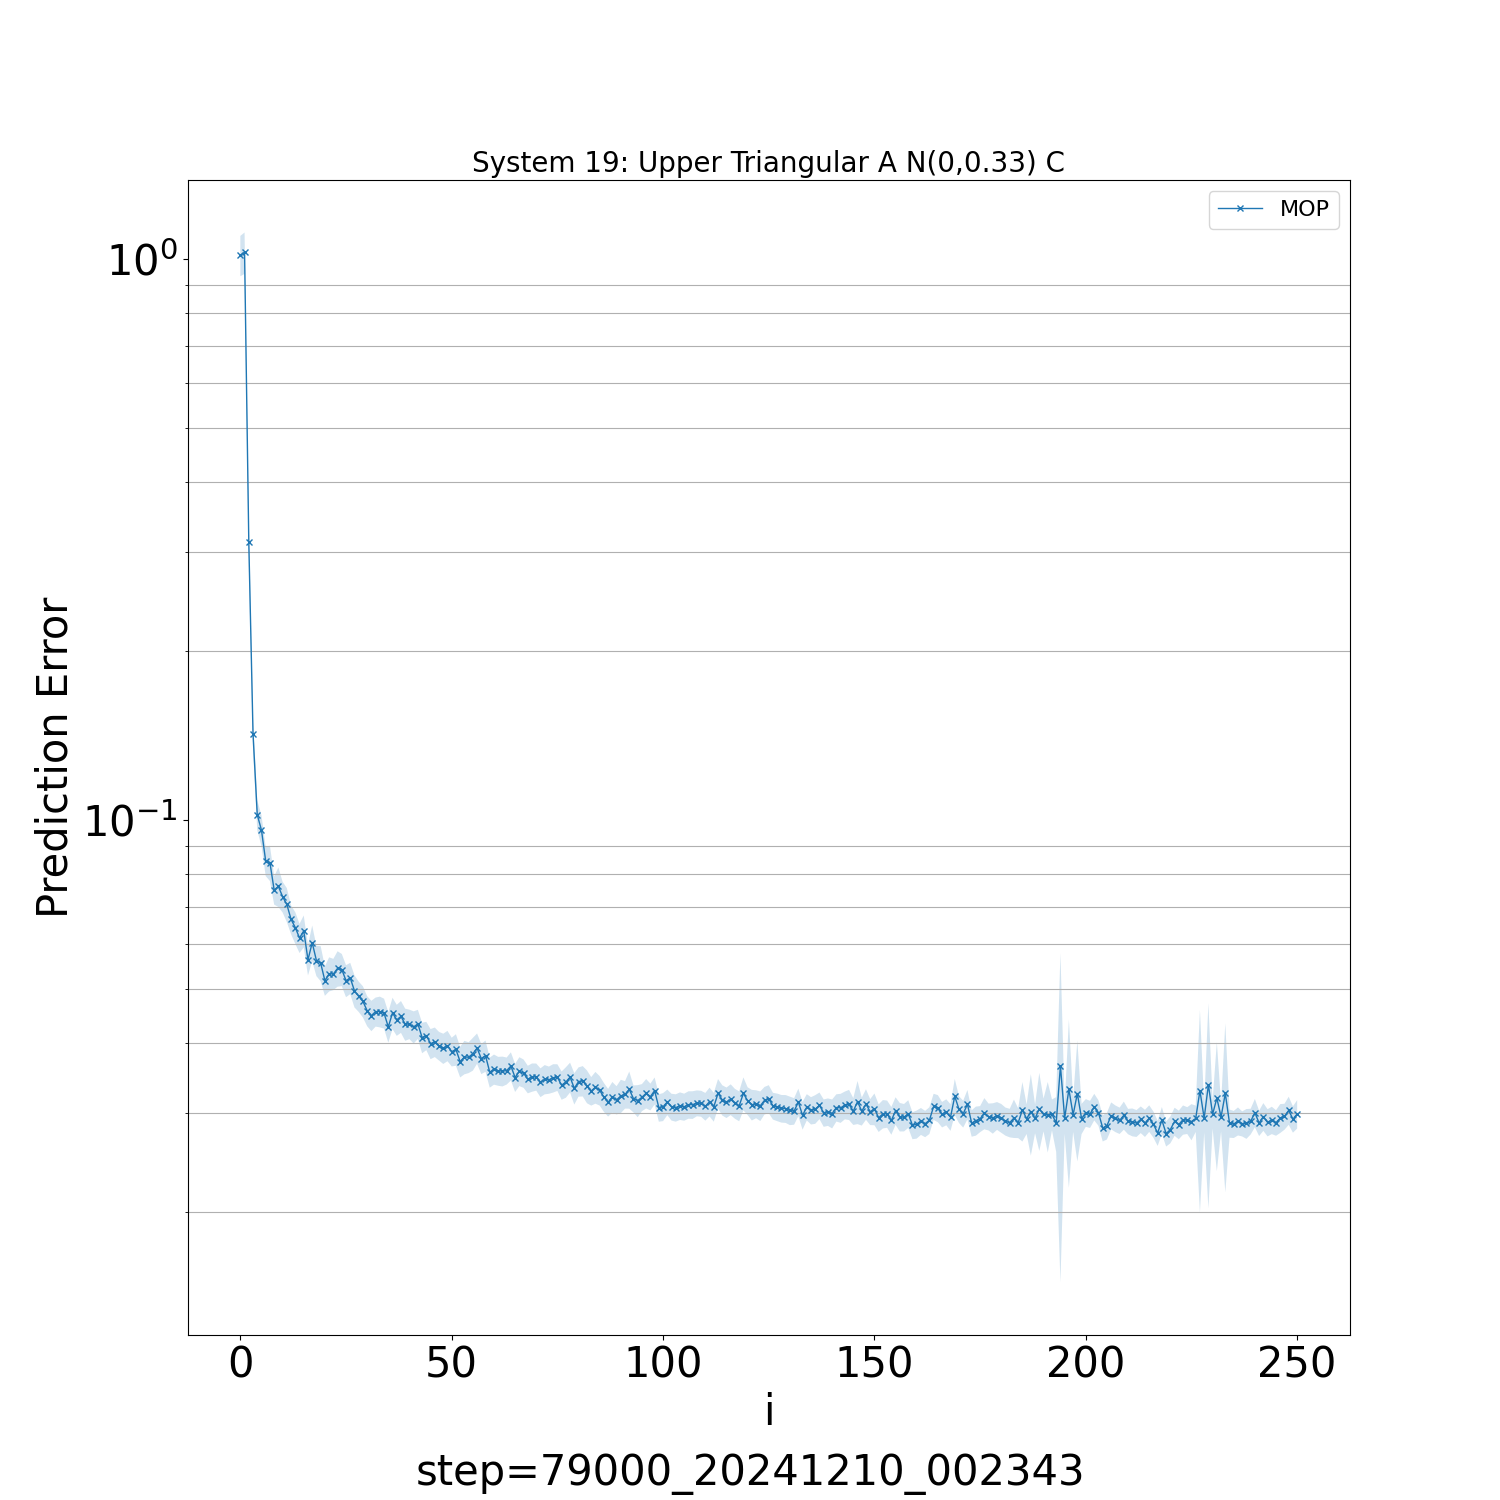 System 19: Upper Triangular A N(0,0.33) C
MOP
10⁰
10⁻¹
Prediction Error
0 50 100 150 200 250
i
step=79000_20241210_002343